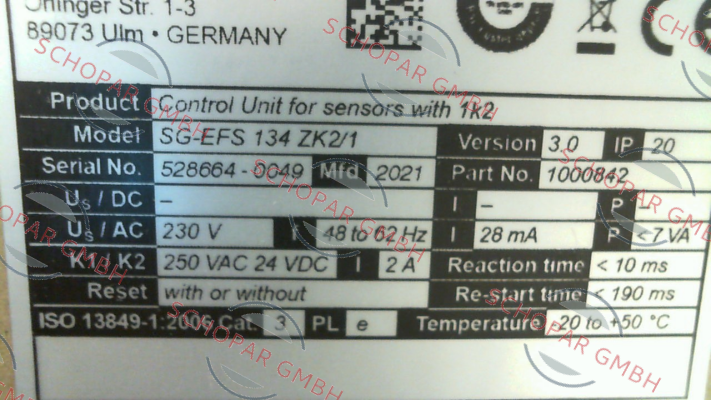 Öllinger Str. 1-3
89073 Ulm • GERMANY
Product Control Unit for sensors with 1k2
Model SG-EFS 134 ZK2/1 Version 3.0 IP 20
Serial No. 528664 - 0049 Mfd 2021 Part No. 1000842
US / DC – I – P –
US / AC 230 V 48 to 62 Hz I 28 mA P < 7 VA
K1 / K2 250 VAC 24 VDC I 2 A Reaction time < 10 ms
Reset with or without Re-start time < 190 ms
ISO 13849-1:2006 Cat. 3 PL e Temperature -20 to +50 °C
SCHOPAR GMBH